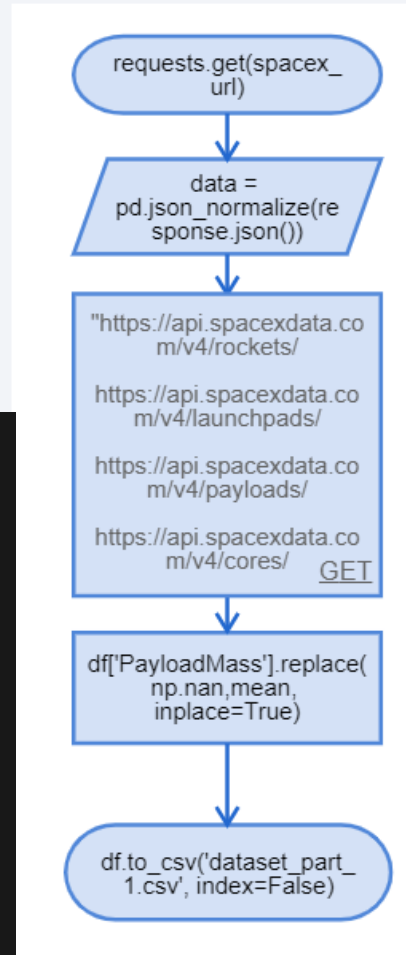 requests.get(spacex_
url)
data =
pd.json_normalize(re
sponse.json())
"https://api.spacexdata.co
m/v4/rockets/
https://api.spacexdata.co
m/v4/launchpads/
https://api.spacexdata.co
m/v4/payloads/
https://api.spacexdata.co
m/v4/cores/
GET
df['PayloadMass'].replace(
np.nan,mean,
inplace=True)
df.to_csv('dataset_part_
1.csv', index=False)